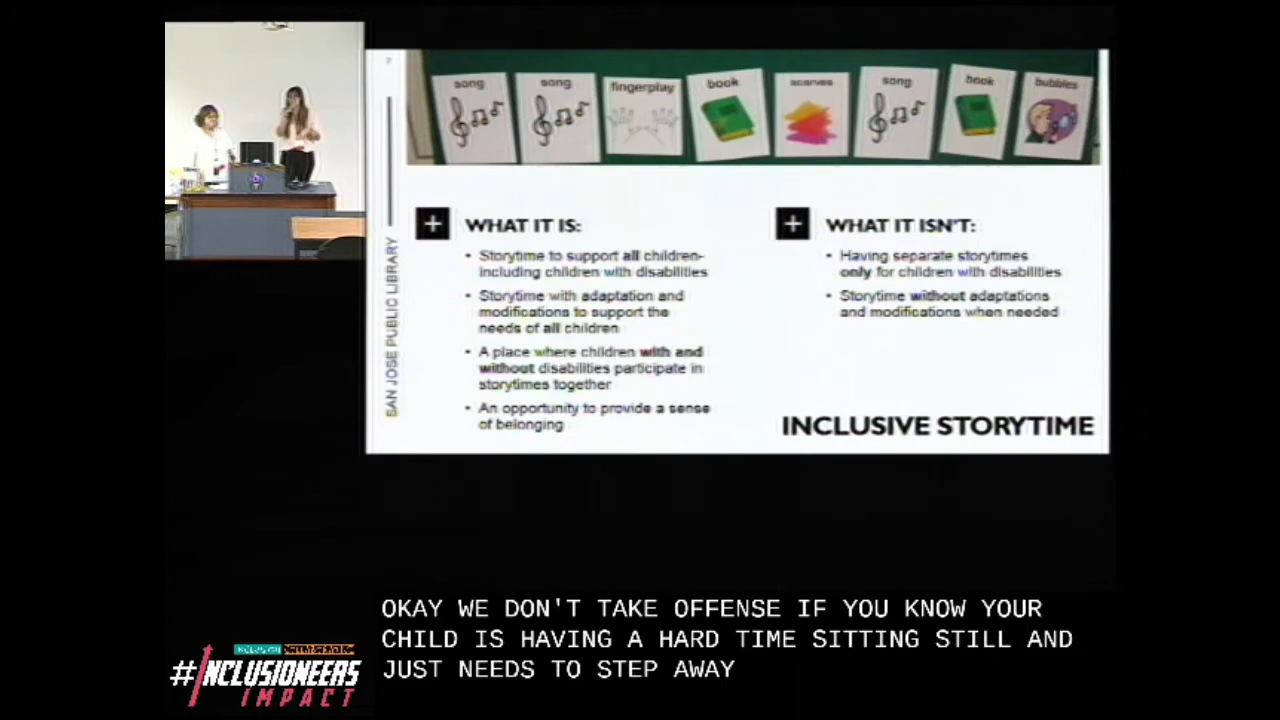 7
song
song
fingerplay
book
scarves
song
book
bubbles
SAN JOSE PUBLIC LIBRARY
+ WHAT IT IS:
• Storytime to support all children-
including children with disabilities
• Storytime with adaptation and
modifications to support the
needs of all children
• A place where children with and
without disabilities participate in
storytimes together
• An opportunity to provide a sense
of belonging
+ WHAT IT ISN'T:
• Having separate storytimes
only for children with disabilities
• Storytime without adaptations
and modifications when needed
INCLUSIVE STORYTIME
OKAY WE DON'T TAKE OFFENSE IF YOU KNOW YOUR
CHILD IS HAVING A HARD TIME SITTING STILL AND
JUST NEEDS TO STEP AWAY
#INCLUSIONEERS
IMPACT